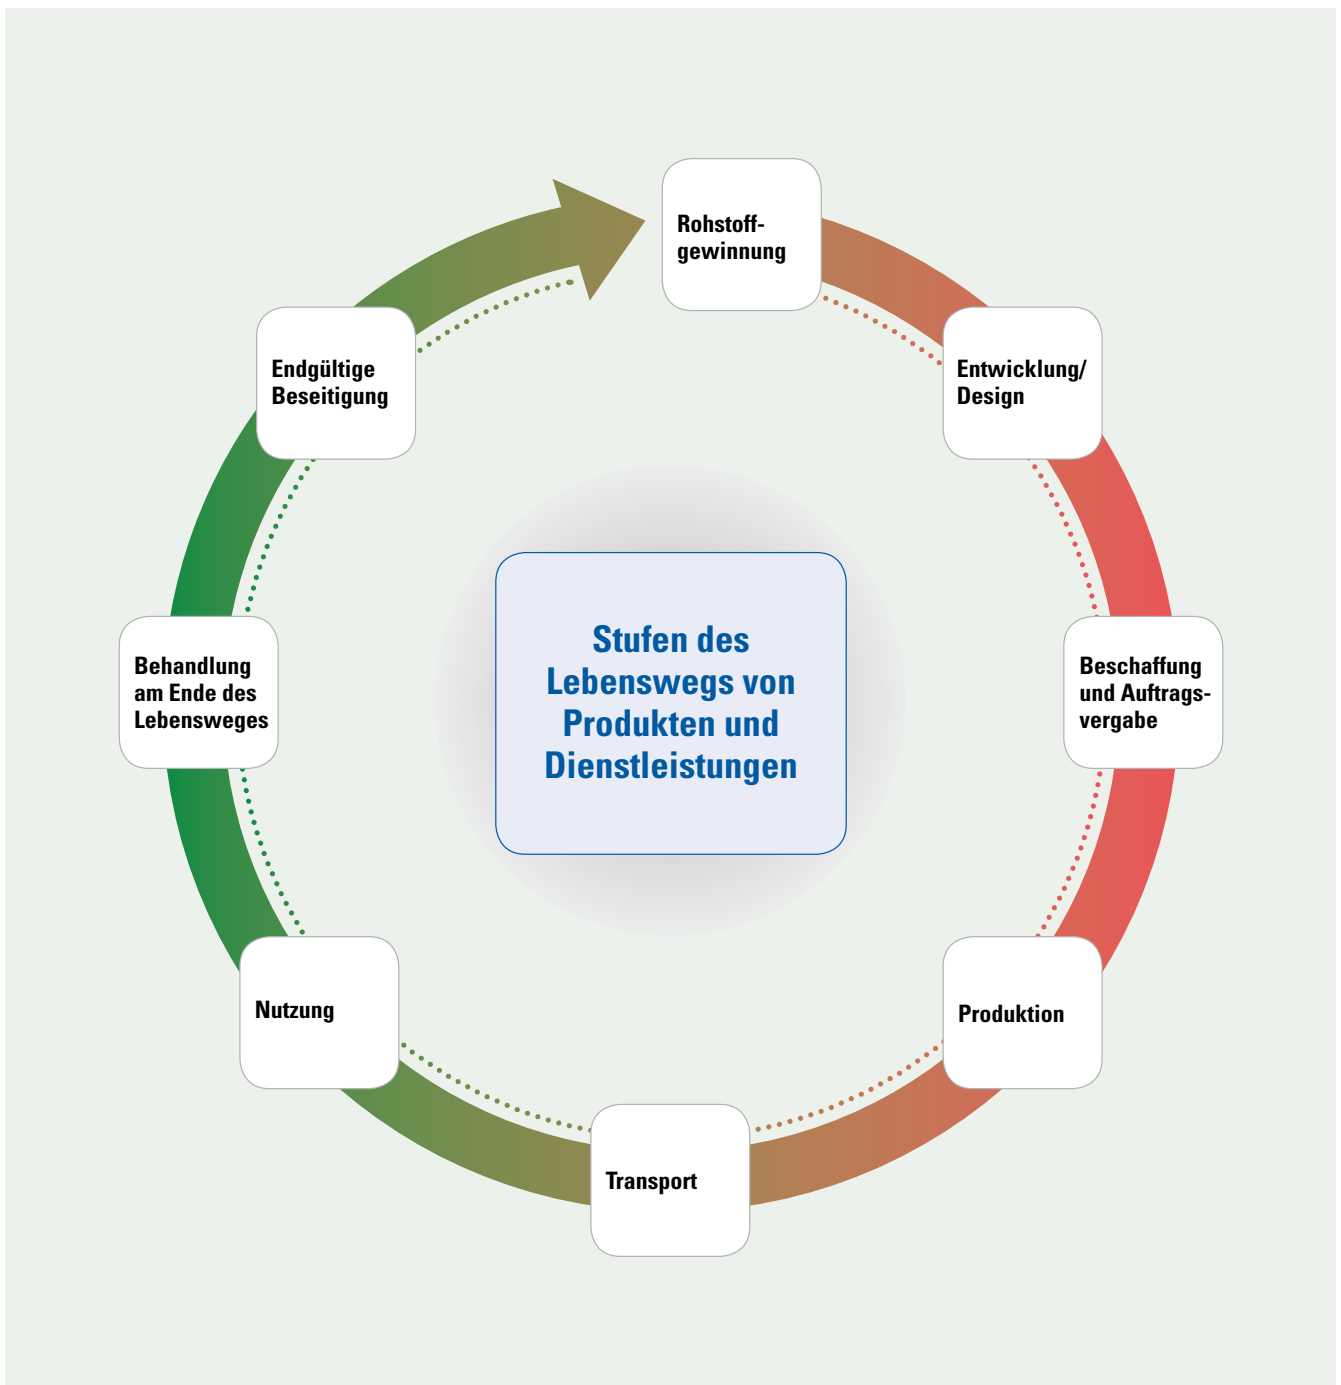 Rohstoff-
gewinnung
Entwicklung/
Design
Beschaffung
und Auftrags-
vergabe
Produktion
Transport
Nutzung
Behandlung
am Ende des
Lebensweges
Endgültige
Beseitigung
Stufen des
Lebenswegs von
Produkten und
Dienstleistungen